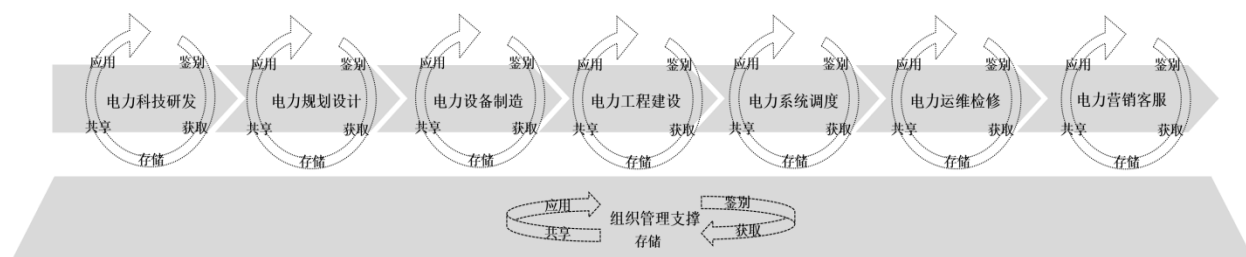 应用 鉴别 应用 鉴别 应用 鉴别 应用 鉴别 应用 鉴别 应用 鉴别 应用 鉴别
电力科技研发 电力规划设计 电力设备制造 电力工程建设 电力系统调度 电力运维检修 电力营销客服
共享 获取 共享 获取 共享 获取 共享 获取 共享 获取 共享 获取 共享 获取
存储 存储 存储 存储 存储 存储 存储
应用 鉴别
组织管理支撑
共享 获取
存储